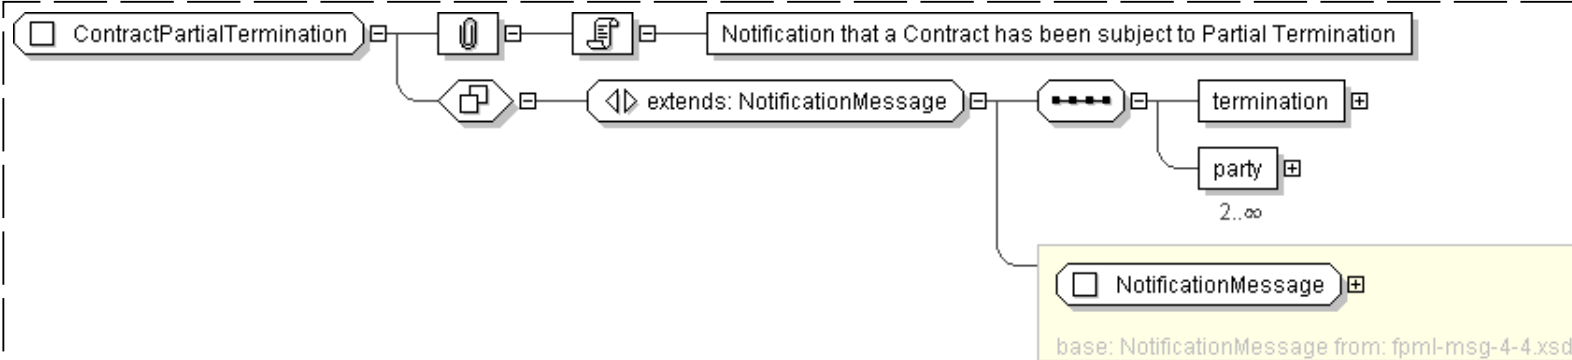 ContractPartialTermination
Notification that a Contract has been subject to Partial Termination
extends: NotificationMessage
termination
party
2..∞
NotificationMessage
base: NotificationMessage from: fpml-msg-4-4.xsd